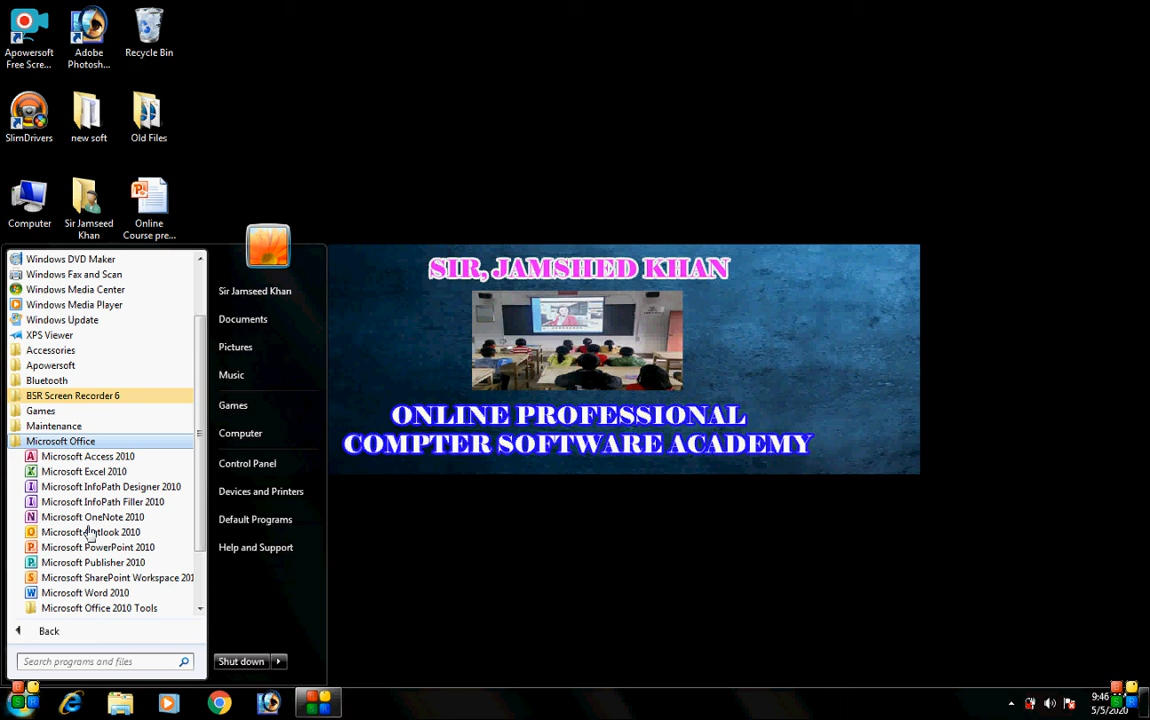 Apowersoft
Free Scre...
Adobe
Photosh...
Recycle Bin
SlimDrivers
new soft
Old Files
Computer
Sir Jamseed
Khan
Online
Course pre...
Windows DVD Maker
Windows Fax and Scan
Windows Media Center
Windows Media Player
Windows Update
XPS Viewer
Accessories
Apowersoft
Bluetooth
BSR Screen Recorder 6
Games
Maintenance
Microsoft Office
Microsoft Access 2010
Microsoft Excel 2010
Microsoft InfoPath Designer 2010
Microsoft InfoPath Filler 2010
Microsoft OneNote 2010
Microsoft Outlook 2010
Microsoft PowerPoint 2010
Microsoft Publisher 2010
Microsoft SharePoint Workspace 201
Microsoft Word 2010
Microsoft Office 2010 Tools
Back
Search programs and files
Sir Jamseed Khan
Documents
Pictures
Music
Games
Computer
Control Panel
Devices and Printers
Default Programs
Help and Support
Shut down
SIR, JAMSHED KHAN
ONLINE PROFESSIONAL
COMPTER SOFTWARE ACADEMY
9:46
5/5/2020